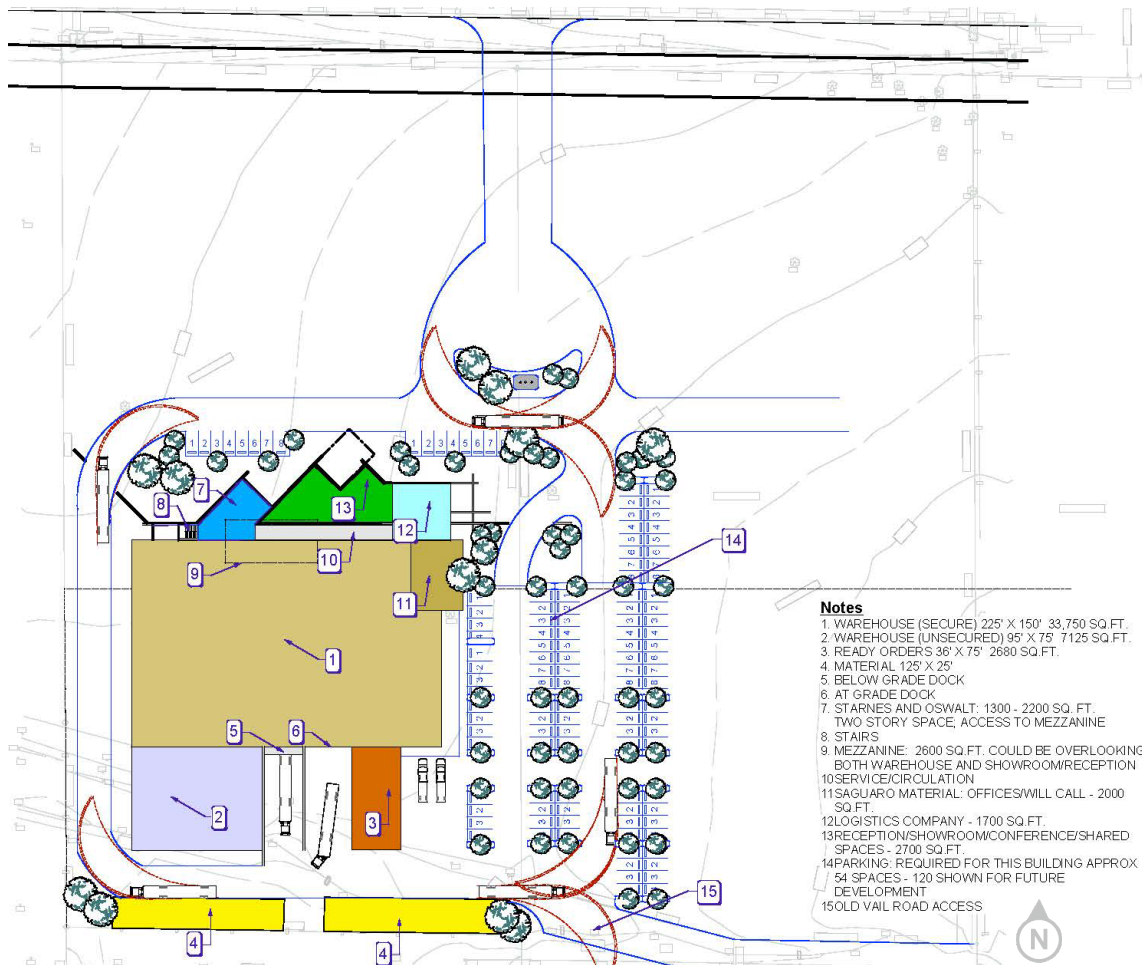 7
8
9
10
13
12
11
14
1
5
6
2
3
4
4
15
Notes
1. WAREHOUSE (SECURE) 225' X 150' 33,750 SQ.FT.
2. WAREHOUSE (UNSECURED) 95' X 75' 7125 SQ.FT.
3. READY ORDERS 36' X 75' 2680 SQ.FT.
4. MATERIAL 125' X 25'
5. BELOW GRADE DOCK
6. AT GRADE DOCK
7. STARNES AND OSWALT: 1300 - 2200 SQ. FT.
TWO STORY SPACE; ACCESS TO MEZZANINE
8. STAIRS
9. MEZZANINE: 2600 SQ.FT. COULD BE OVERLOOKING
BOTH WAREHOUSE AND SHOWROOM/RECEPTION
10SERVICE/CIRCULATION
11SAGUARO MATERIAL: OFFICES/WILL CALL - 2000
SQ.FT.
12LOGISTICS COMPANY - 1700 SQ.FT.
13RECEPTION/SHOWROOM/CONFERENCE/SHARED
SPACES - 2700 SQ.FT.
14PARKING: REQUIRED FOR THIS BUILDING APPROX
54 SPACES - 120 SHOWN FOR FUTURE
DEVELOPMENT
15OLD VAIL ROAD ACCESS
N